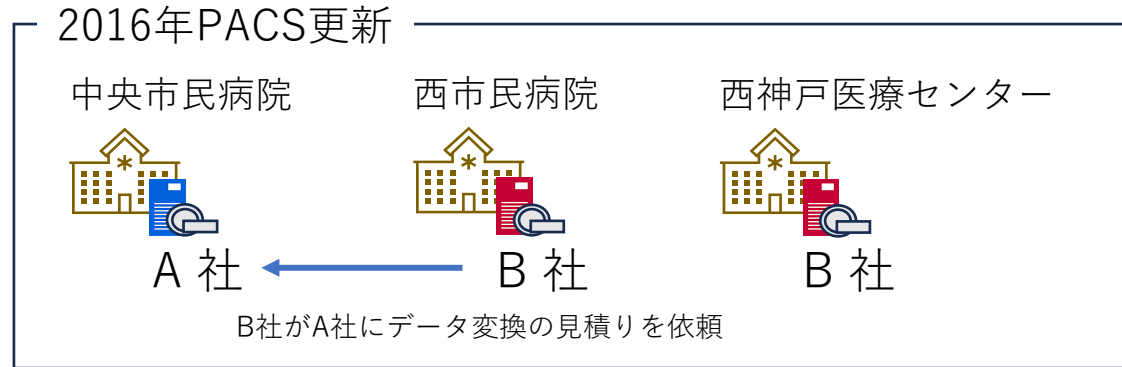 2016年PACS更新
中央市民病院
西市民病院
西神戸医療センター
A 社
B 社
B 社
B社がA社にデータ変換の見積りを依頼